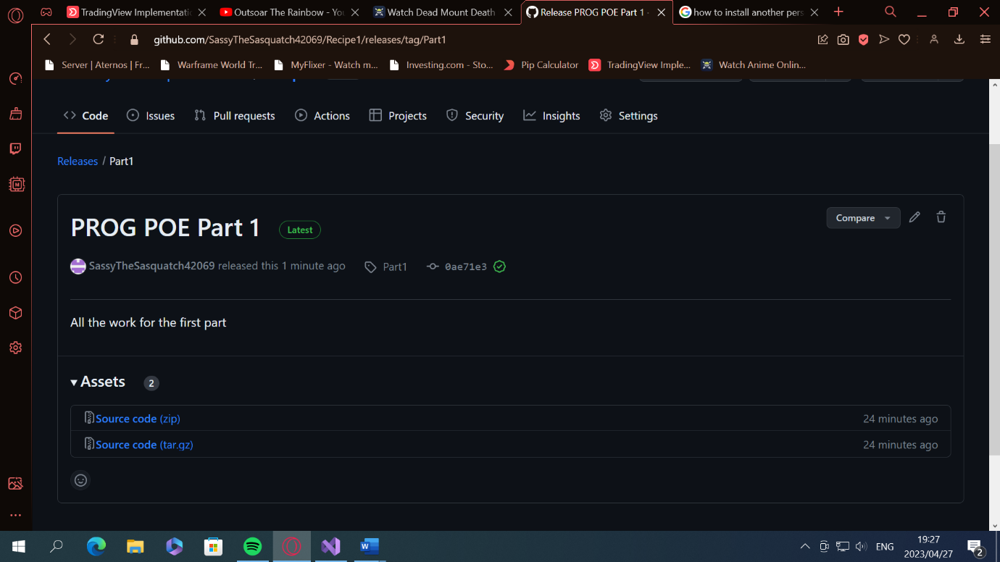 TradingView Implementatio
Outsoar The Rainbow - You
Watch Dead Mount Death
Release PROG POE Part 1 ·
how to install another pers
github.com/SassyTheSasquatch42069/Recipe1/releases/tag/Part1
Server | Aternos | Fr...
Warframe World Tr...
MyFlixer - Watch m...
Investing.com - Sto...
Pip Calculator
TradingView Imple...
Watch Anime Onlin...
Code
Issues
Pull requests
Actions
Projects
Security
Insights
Settings
Releases / Part1
PROG POE Part 1
Latest
Compare
SassyTheSasquatch42069 released this 1 minute ago
Part1
0ae71e3
All the work for the first part
Assets
2
Source code (zip)
24 minutes ago
Source code (tar.gz)
24 minutes ago
ENG
19:27
2023/04/27
2